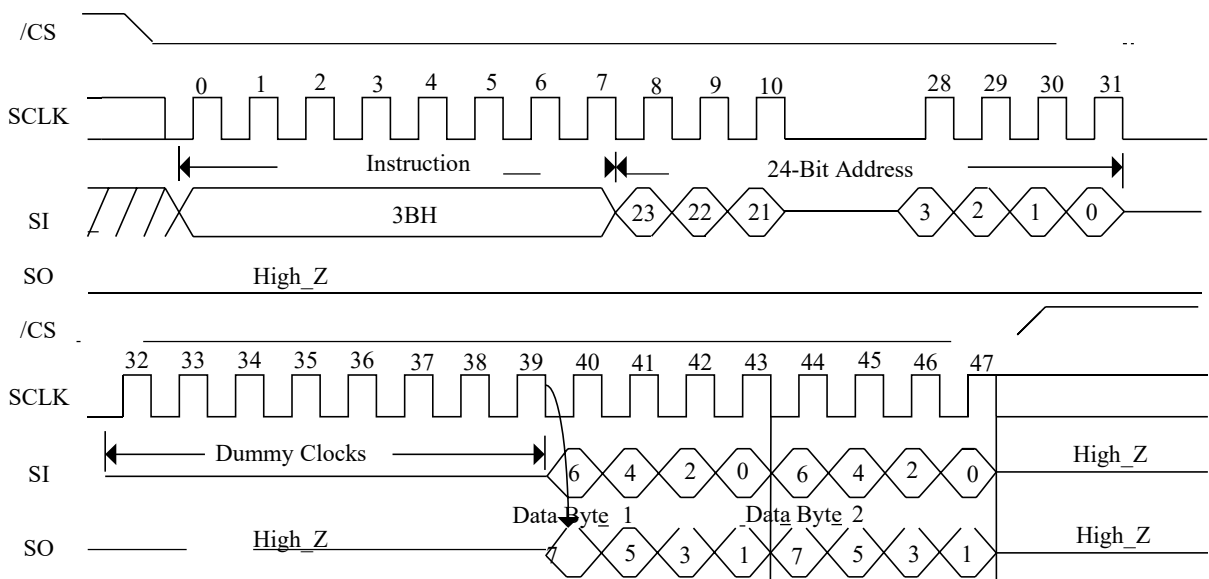 /CS
0 1 2 3 4 5 6 7 8 9 10 28 29 30 31
SCLK
Instruction 24-Bit Address
SI 3BH 23 22 21 3 2 1 0
SO High_Z
/CS
32 33 34 35 36 37 38 39 40 41 42 43 44 45 46 47
SCLK
Dummy Clocks
SI 6 4 2 0 6 4 2 0 High_Z
Data Byte 1 Data Byte 2
SO High_Z 7 5 3 1 7 5 3 1 High_Z